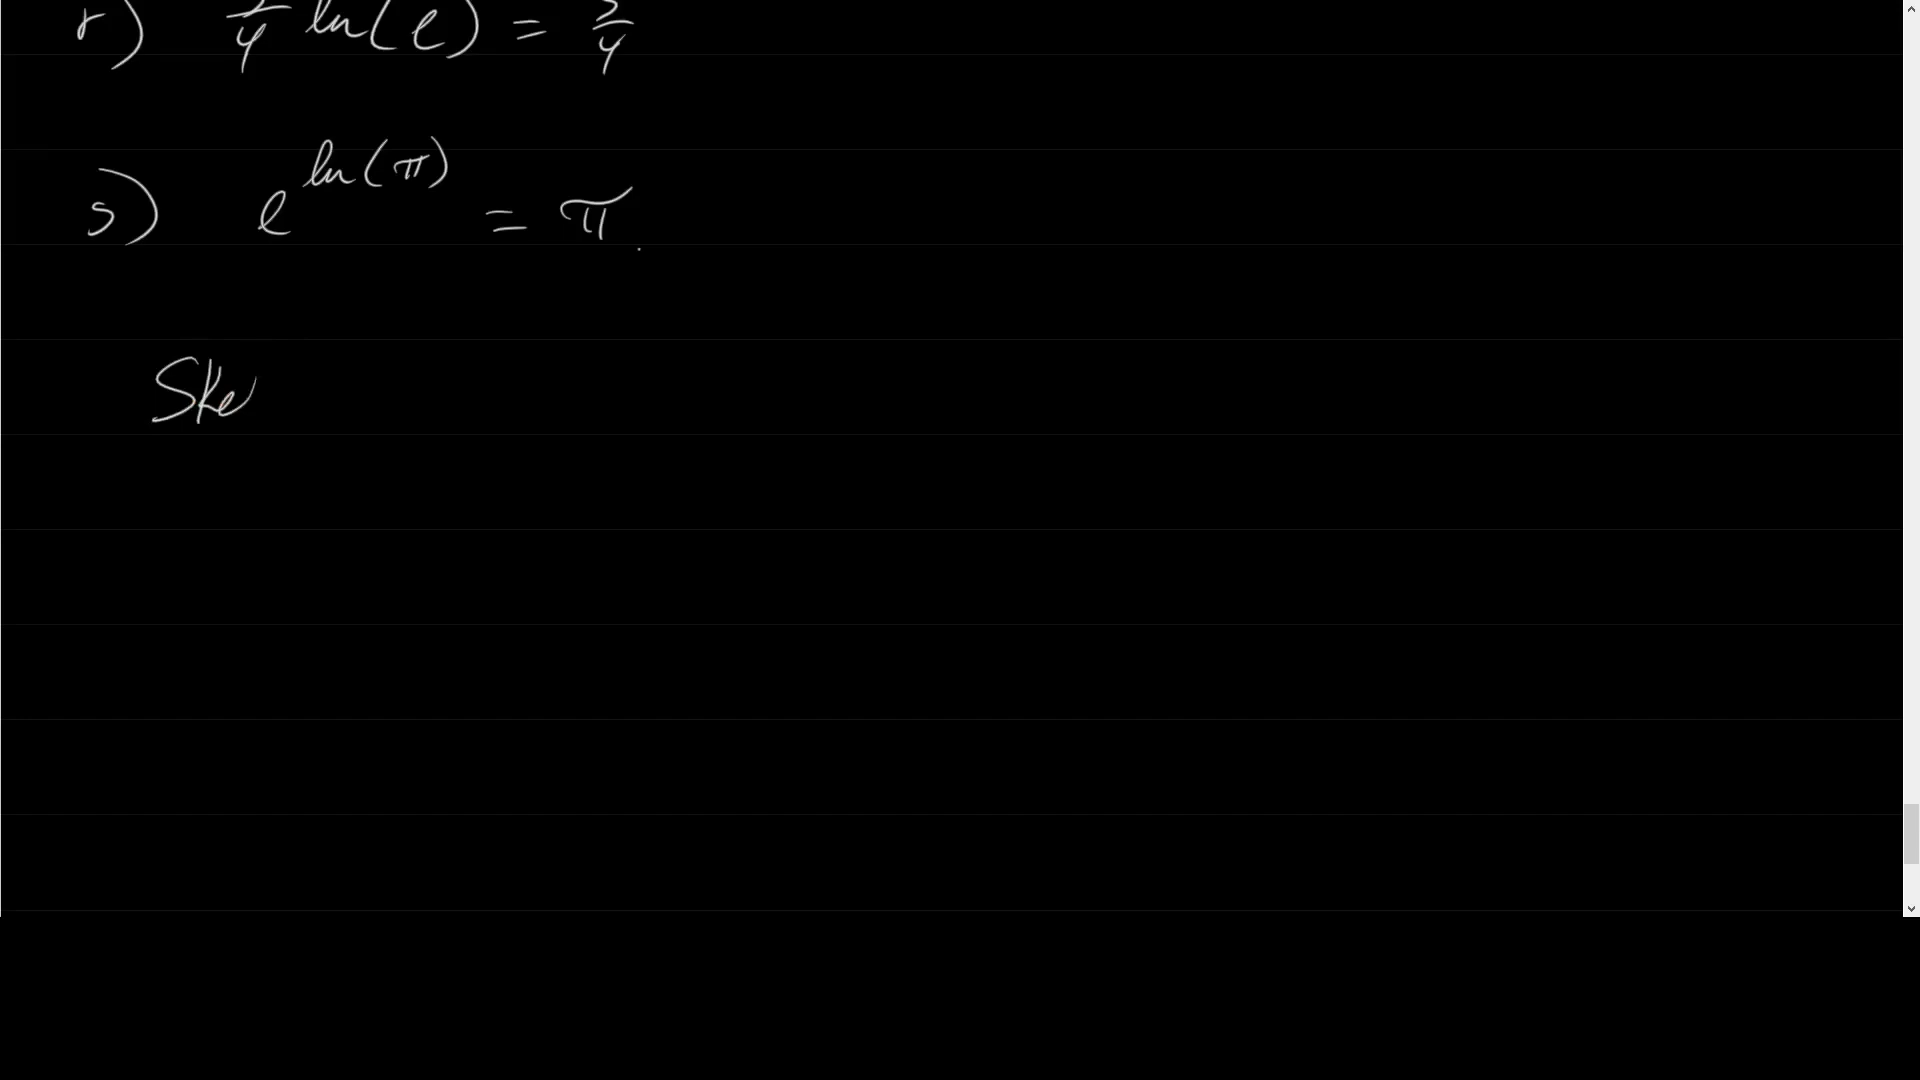 r) 3/4 ln(e) = 3/4
s) e^ln(π) = π.
Ske